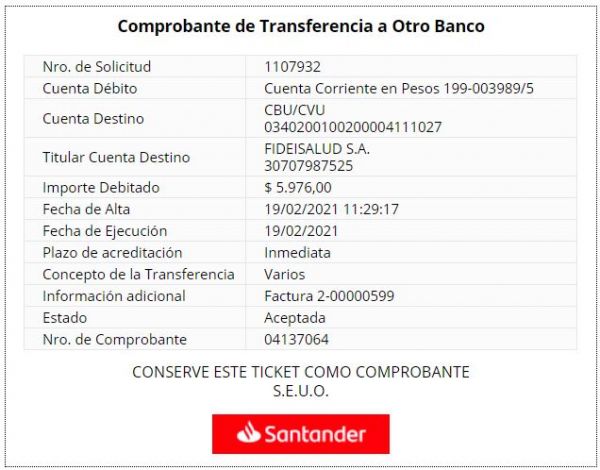 Comprobante de Transferencia a Otro Banco
Nro. de Solicitud 1107932
Cuenta Débito Cuenta Corriente en Pesos 199-003989/5
Cuenta Destino CBU/CVU
0340200100200004111027
Titular Cuenta Destino FIDEISALUD S.A.
30707987525
Importe Debitado $ 5.976,00
Fecha de Alta 19/02/2021 11:29:17
Fecha de Ejecución 19/02/2021
Plazo de acreditación Inmediata
Concepto de la Transferencia Varios
Información adicional Factura 2-00000599
Estado Aceptada
Nro. de Comprobante 04137064
CONSERVE ESTE TICKET COMO COMPROBANTE
S.E.U.O.
Santander